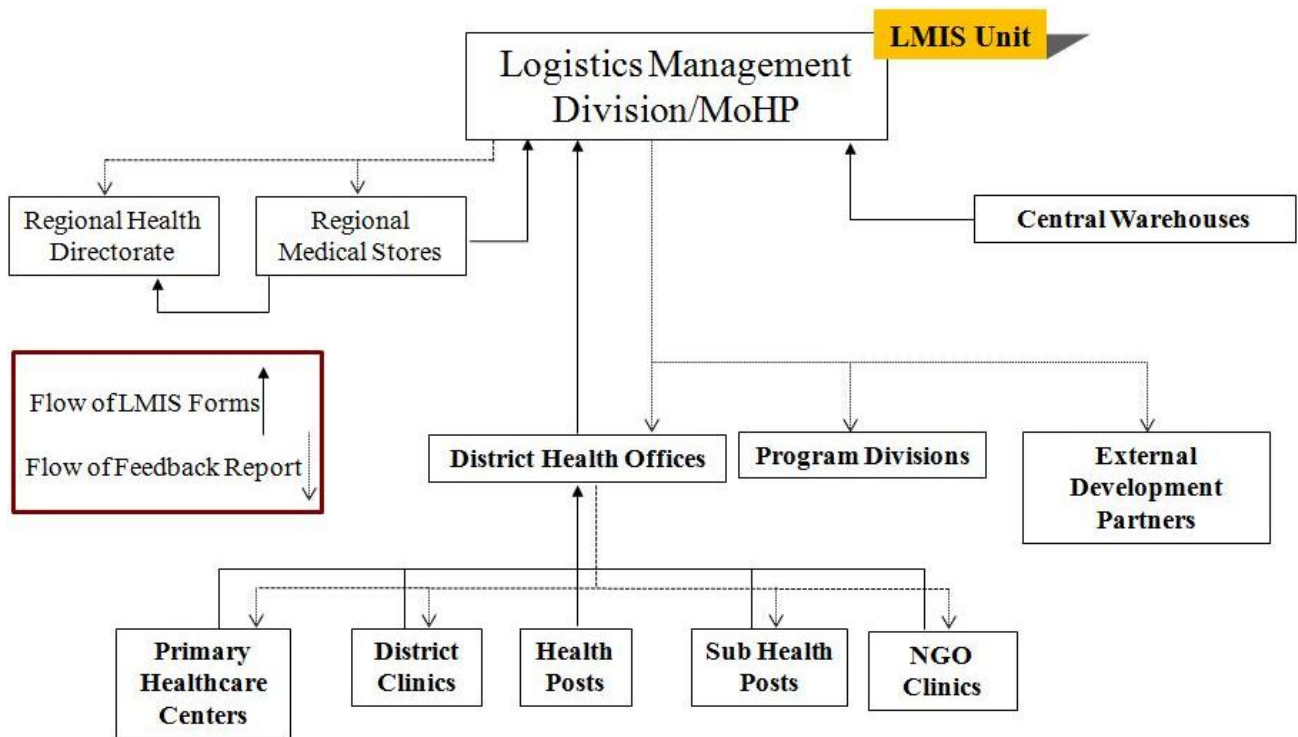 LMIS Unit
Logistics Management
Division/MoHP
Regional Health
Directorate
Regional
Medical Stores
Central Warehouses
Flow of LMIS Forms
Flow of Feedback Report
District Health Offices
Program Divisions
External
Development
Partners
Primary
Healthcare
Centers
District
Clinics
Health
Posts
Sub Health
Posts
NGO
Clinics